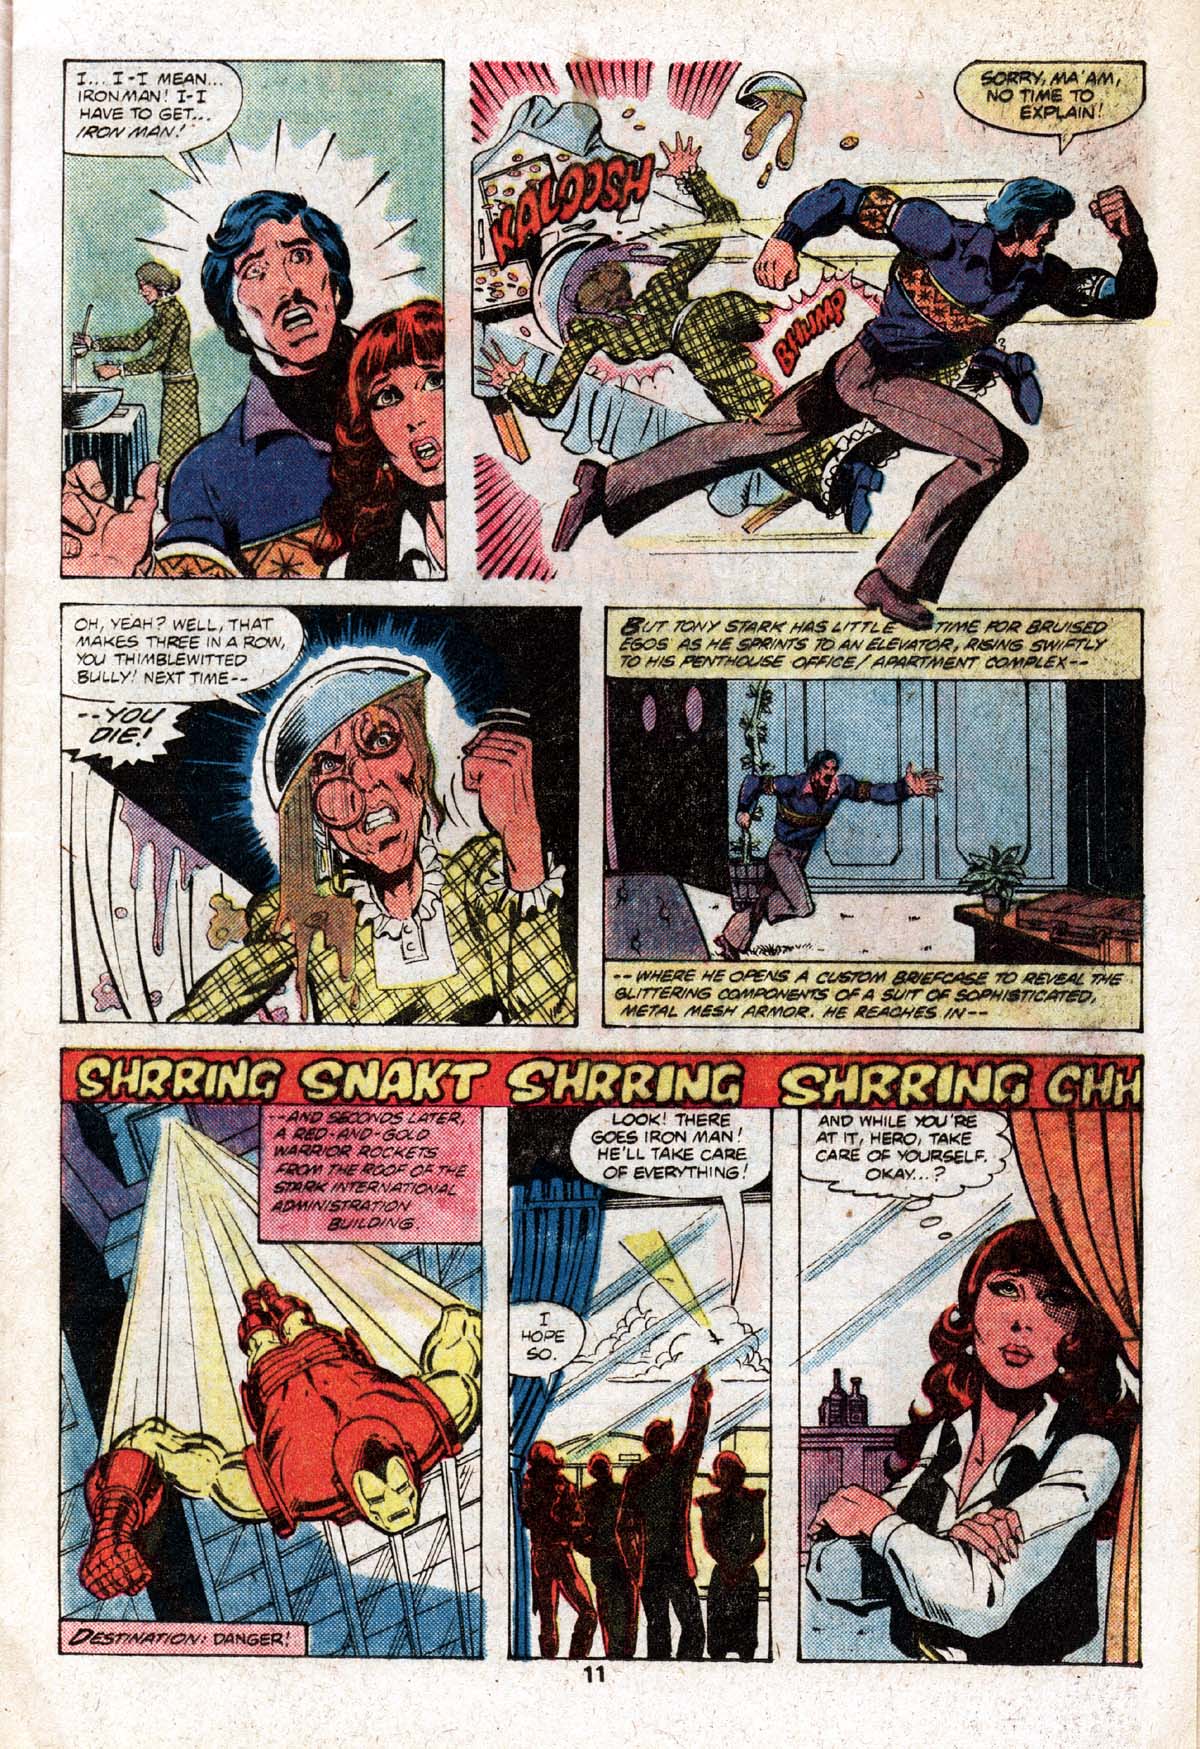 I... I-I MEAN...
IRONMAN! I-I
HAVE TO GET...
IRON MAN!
KALOOSH
BHUMP
SORRY, MA'AM,
NO TIME TO
EXPLAIN!
OH, YEAH? WELL, THAT
MAKES THREE IN A ROW,
YOU THIMBLEWITTED
BULLY! NEXT TIME--
--YOU
DIE!
BUT TONY STARK HAS LITTLE TIME FOR BRUISED
EGOS AS HE SPRINTS TO AN ELEVATOR, RISING SWIFTLY
TO HIS PENTHOUSE OFFICE/APARTMENT COMPLEX--
--WHERE HE OPENS A CUSTOM BRIEFCASE TO REVEAL THE
GLITTERING COMPONENTS OF A SUIT OF SOPHISTICATED,
METAL MESH ARMOR. HE REACHES IN--
SHRRING SNAKT SHRRING SHRRING CHH
--AND SECONDS LATER,
A RED-AND-GOLD
WARRIOR ROCKETS
FROM THE ROOF OF THE
STARK INTERNATIONAL
ADMINISTRATION
BUILDING.
DESTINATION: DANGER!
LOOK! THERE
GOES IRON MAN!
HE'LL TAKE CARE
OF EVERYTHING!
I
HOPE
SO.
AND WHILE YOU'RE
AT IT, HERO, TAKE
CARE OF YOURSELF.
OKAY...?
11